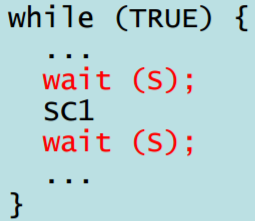 while (TRUE) {
...
wait (S);
SC1
wait (S);
...
}